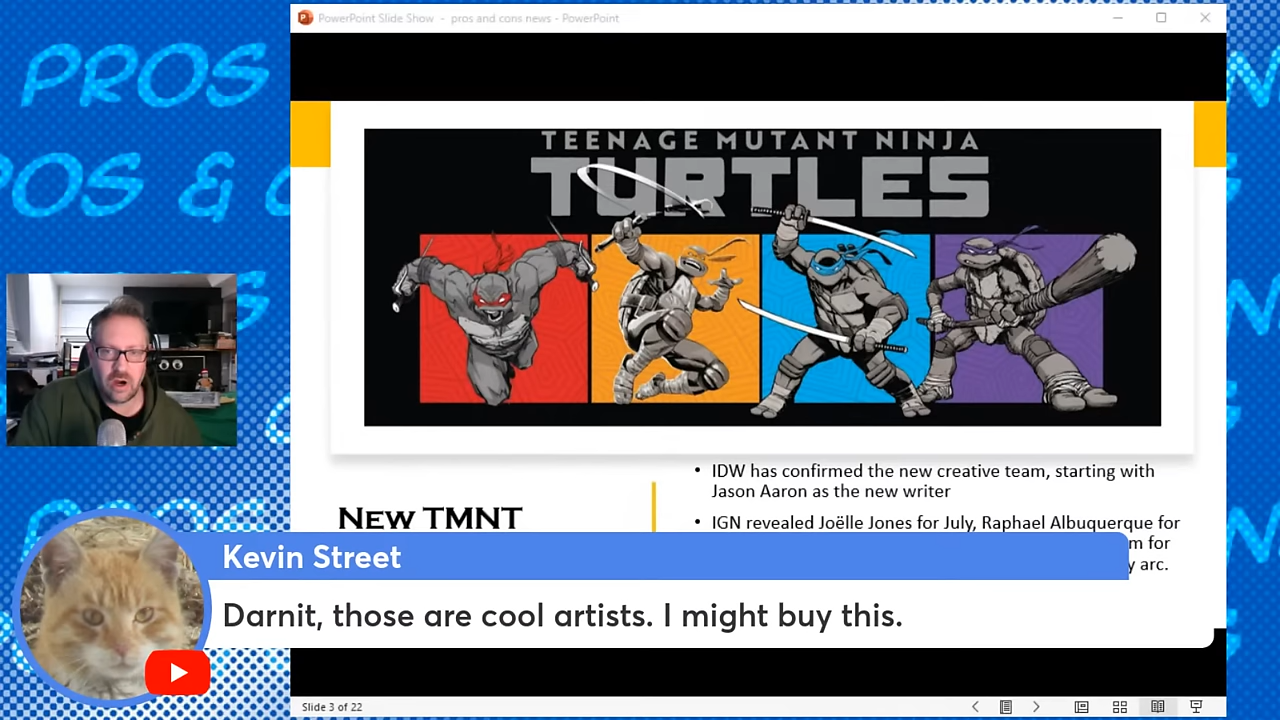 PowerPoint Slide Show - pros and cons news - PowerPoint
PROS
POS & C
TEENAGE MUTANT NINJA
TURTLES
IDW has confirmed the new creative team, starting with
Jason Aaron as the new writer
NEW TMNT
IGN revealed Joëlle Jones for July, Raphael Albuquerque for
m for
y arc.
Kevin Street
Darnit, those are cool artists. I might buy this.
Slide 3 of 22